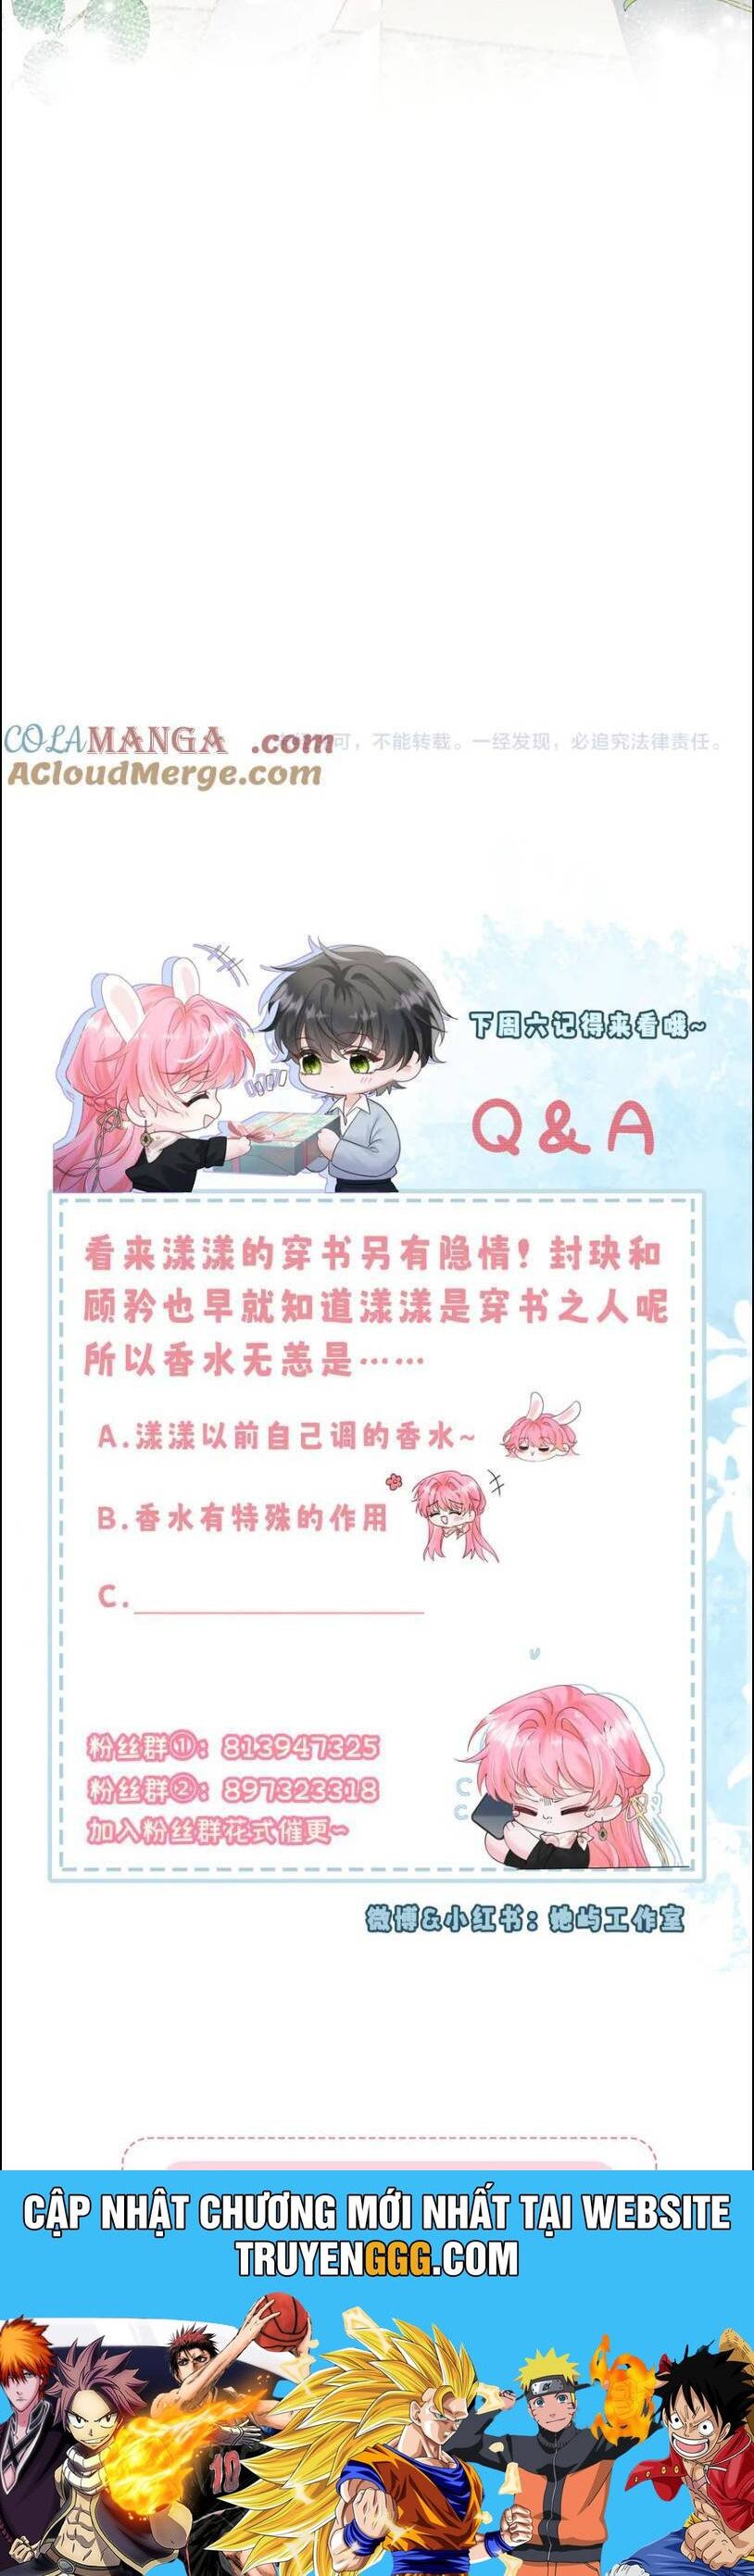 COLAMANGA.com
可，不能转载。一经发现，必追究法律责任。
ACloudMerge.com
下周六记得来看哦~
Q&A
看来漾漾的穿书另有隐情！封玦和
顾矜也早就知道漾漾是穿书之人呢
所以香水无恙是……
A.漾漾以前自己调的香水~
B.香水有特殊的作用
C.
粉丝群①：813947325
粉丝群②：897323318
加入粉丝群花式催更~
微博&小红书：她屿工作室
CẬP NHẬT CHƯƠNG MỚI NHẤT TẠI WEBSITE
TRUYENGGG.COM
10